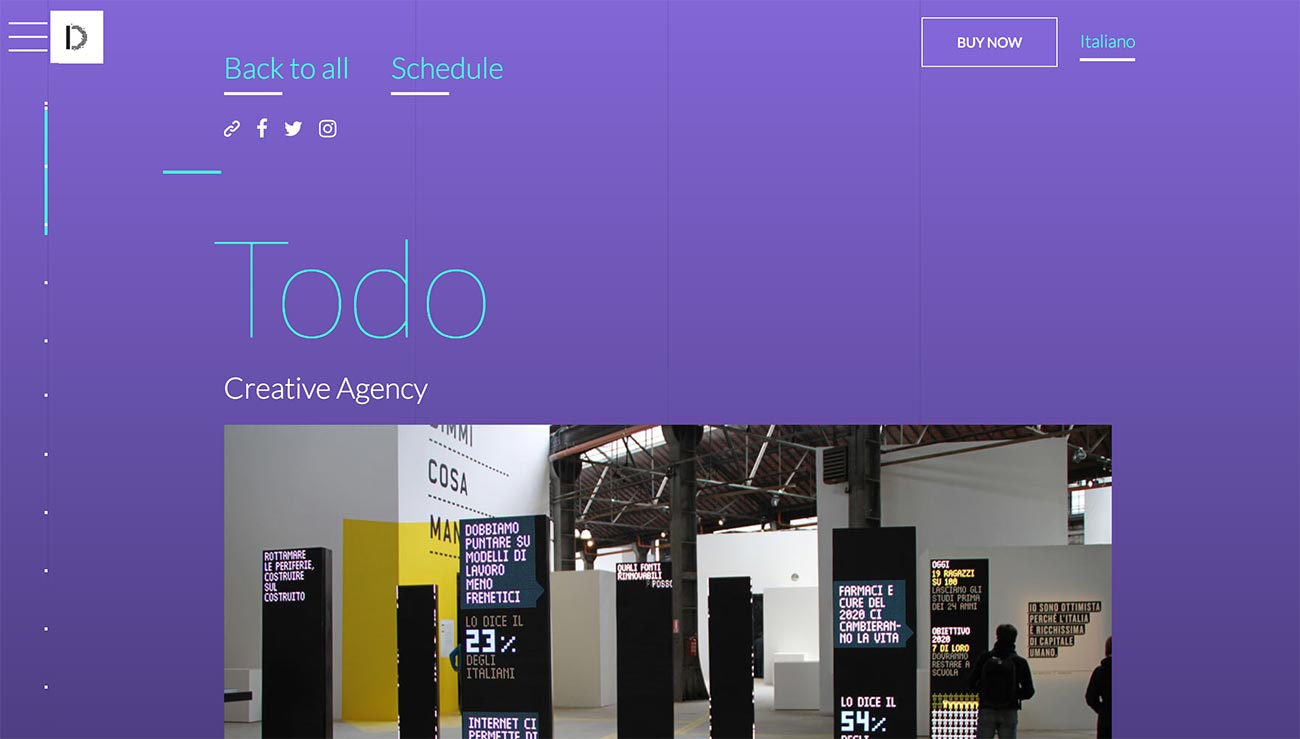 D
BUY NOW
Italiano
Back to all
Schedule
Todo
Creative Agency
COSA
ROTTAMARE
LE PERIFERIE,
COSTRUIRE
SUL
COSTRUITO
DOBBIAMO
PUNTARE SU
MODELLI DI
LAVORO
MENO
FRENETICI
LO DICE IL
23%
DEGLI
ITALIANI
INTERNET CI
PERMETTE DI
QUALI FONTI
RINNOVABILI
POSSO
FARMACI E
CURE DEL
2020 CI
CAMBIERAN-
NO LA VITA
LO DICE IL
54%
DEGLI
OGGI
19 RAGAZZI
SU 100
LASCIANO GLI
STUDI PRIMA
DEI 24 ANNI
OBIETTIVO
2020
7 DI LORO
DOVRANNO
RESTARE A
SCUOLA
IO SONO OTTIMISTA
PERCHÉ L'ITALIA
È RICCHISSIMA
DI CAPITALE
UMANO.